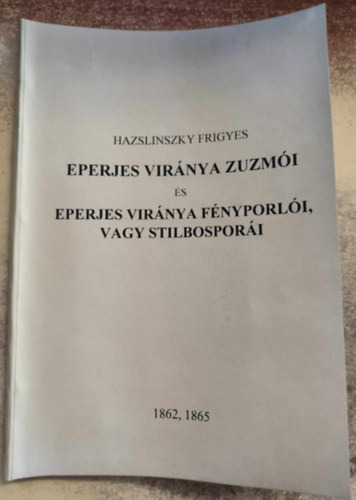 HAZSLINSZKY FRIGYES
EPERJES VIRÁNYA ZUZMÓI
ÉS
EPERJES VIRÁNYA FÉNYPORLÓI,
VAGY STILBOSPORÁI
1862, 1865